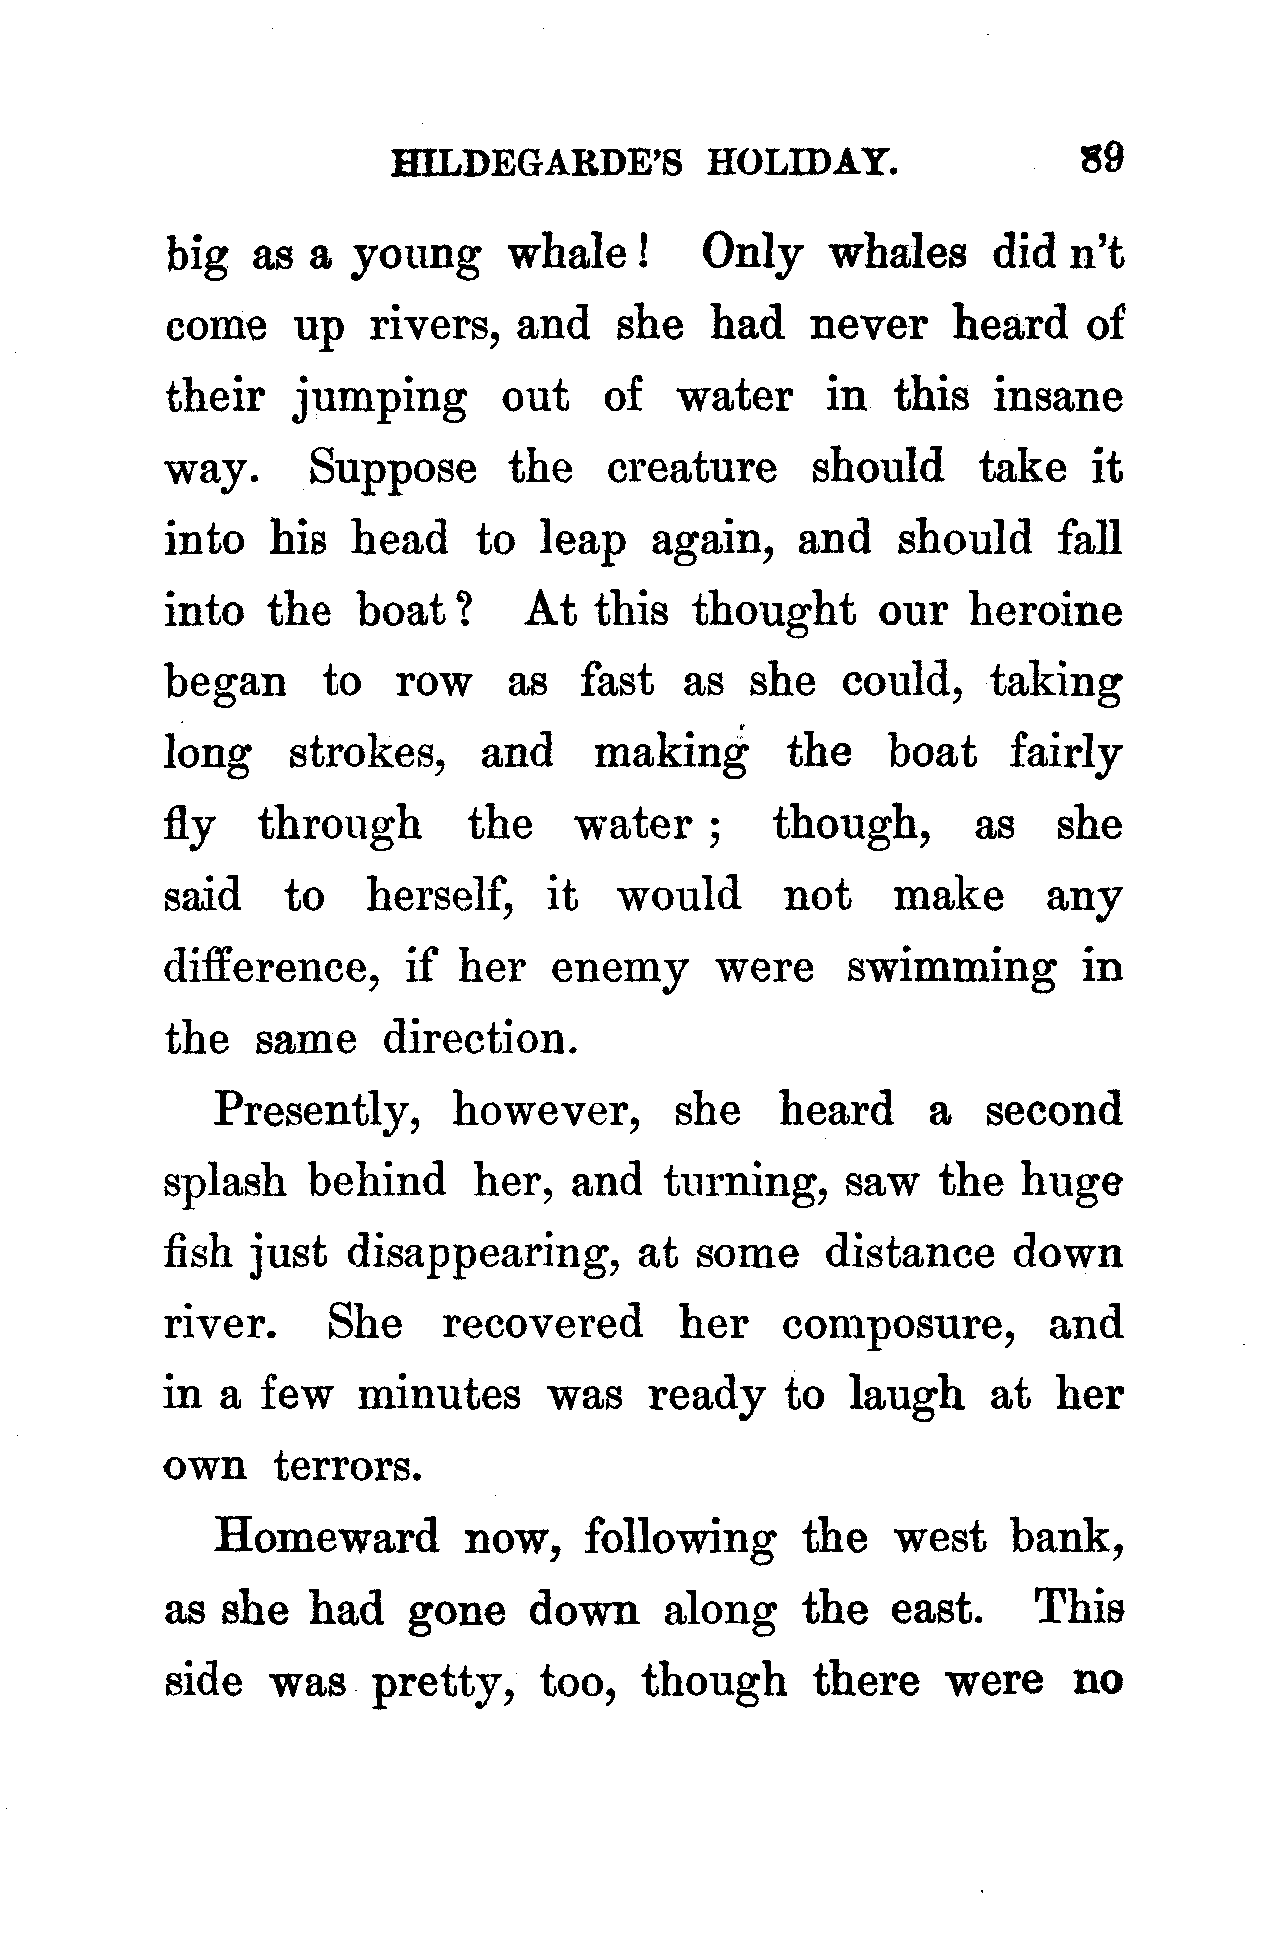 HILDEGARDE'S HOLIDAY. 89
big as a young whale! Only whales did n't
come up rivers, and she had never heard of
their jumping out of water in this insane
way. Suppose the creature should take it
into his head to leap again, and should fall
into the boat? At this thought our heroine
began to row as fast as she could, taking
long strokes, and making the boat fairly
fly through the water; though, as she
said to herself, it would not make any
difference, if her enemy were swimming in
the same direction.
Presently, however, she heard a second
splash behind her, and turning, saw the huge
fish just disappearing, at some distance down
river. She recovered her composure, and
in a few minutes was ready to laugh at her
own terrors.
Homeward now, following the west bank,
as she had gone down along the east. This
side was pretty, too, though there were no